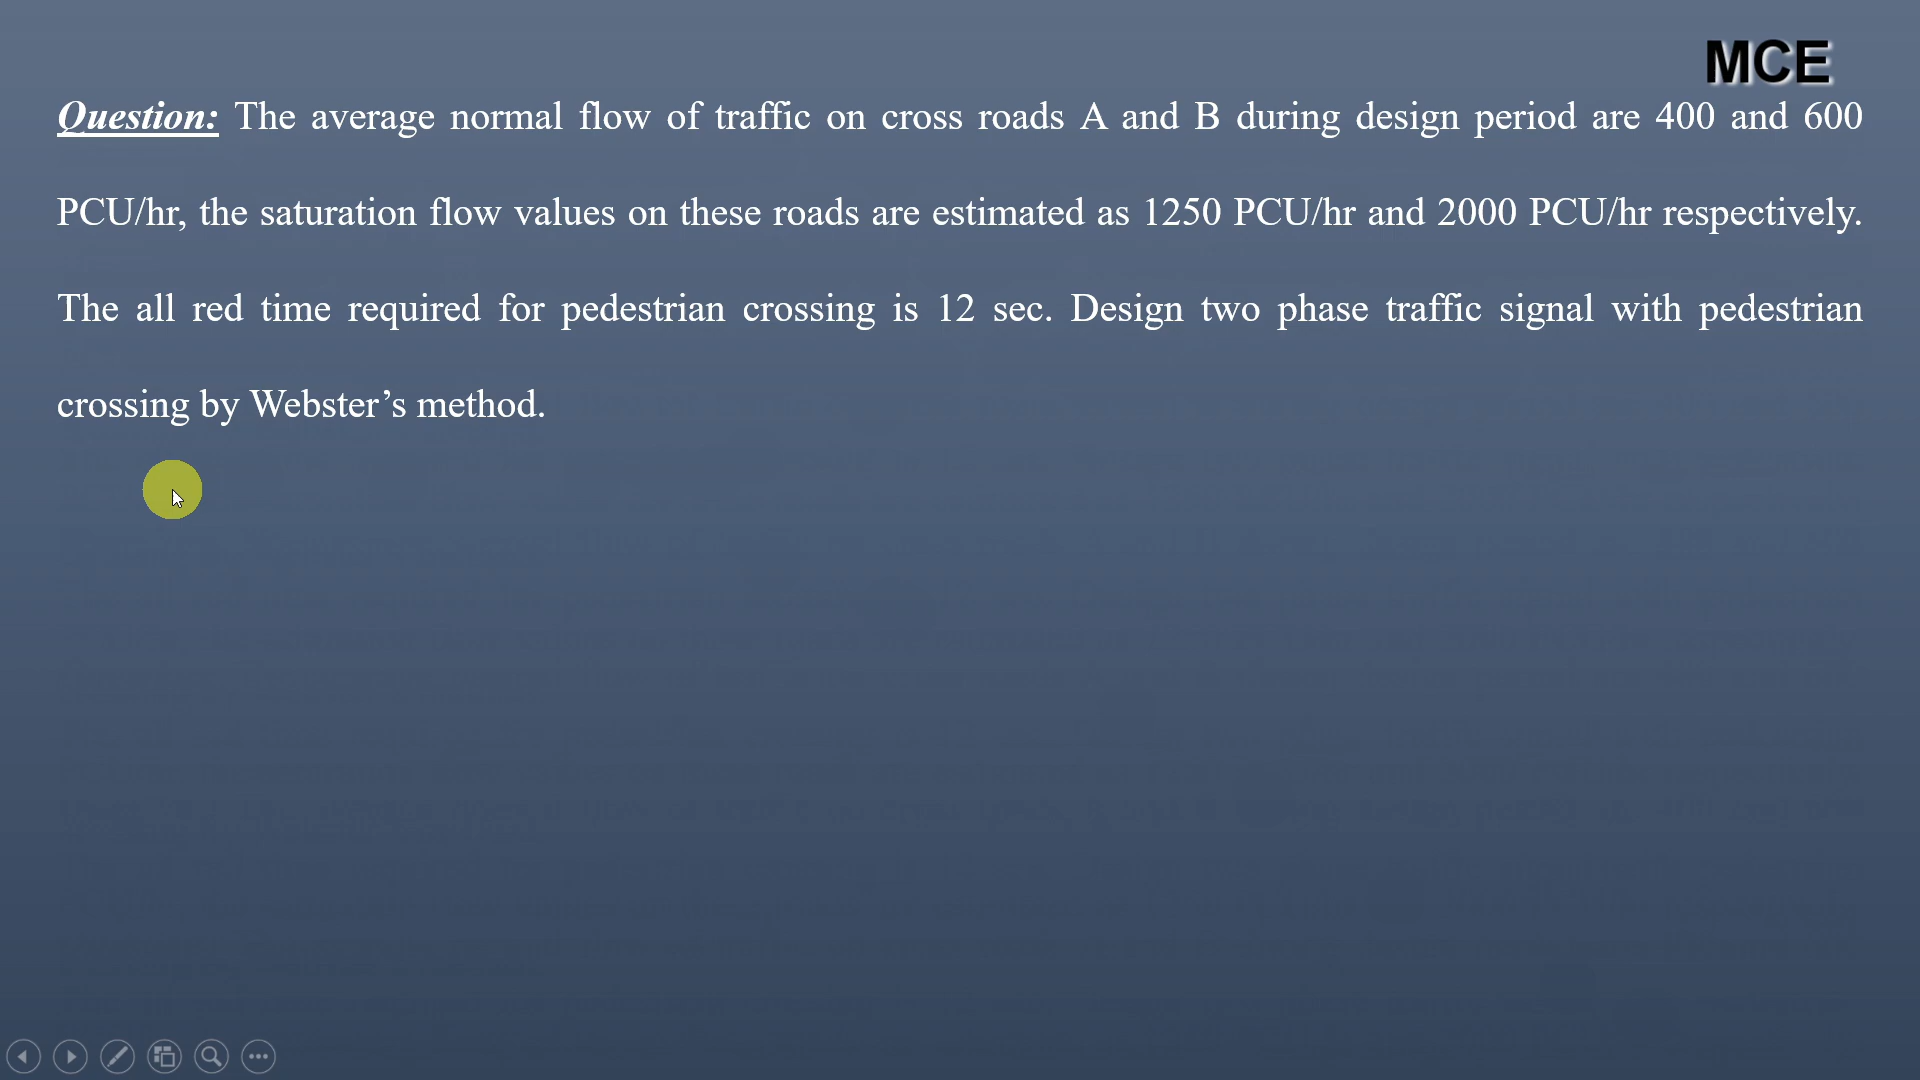 MCE
Question: The average normal flow of traffic on cross roads A and B during design period are 400 and 600
PCU/hr, the saturation flow values on these roads are estimated as 1250 PCU/hr and 2000 PCU/hr respectively.
The all red time required for pedestrian crossing is 12 sec. Design two phase traffic signal with pedestrian
crossing by Webster’s method.